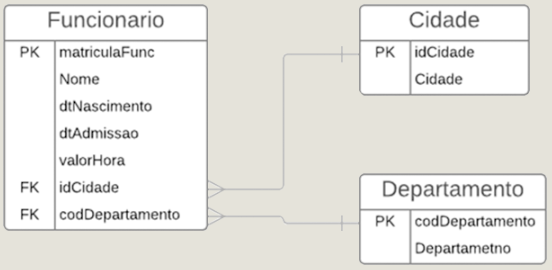 Funcionario
PK matriculaFunc
Nome
dtNascimento
dtAdmissao
valorHora
FK idCidade
FK codDepartamento
Cidade
PK idCidade
Cidade
Departamento
PK codDepartamento
Departametno